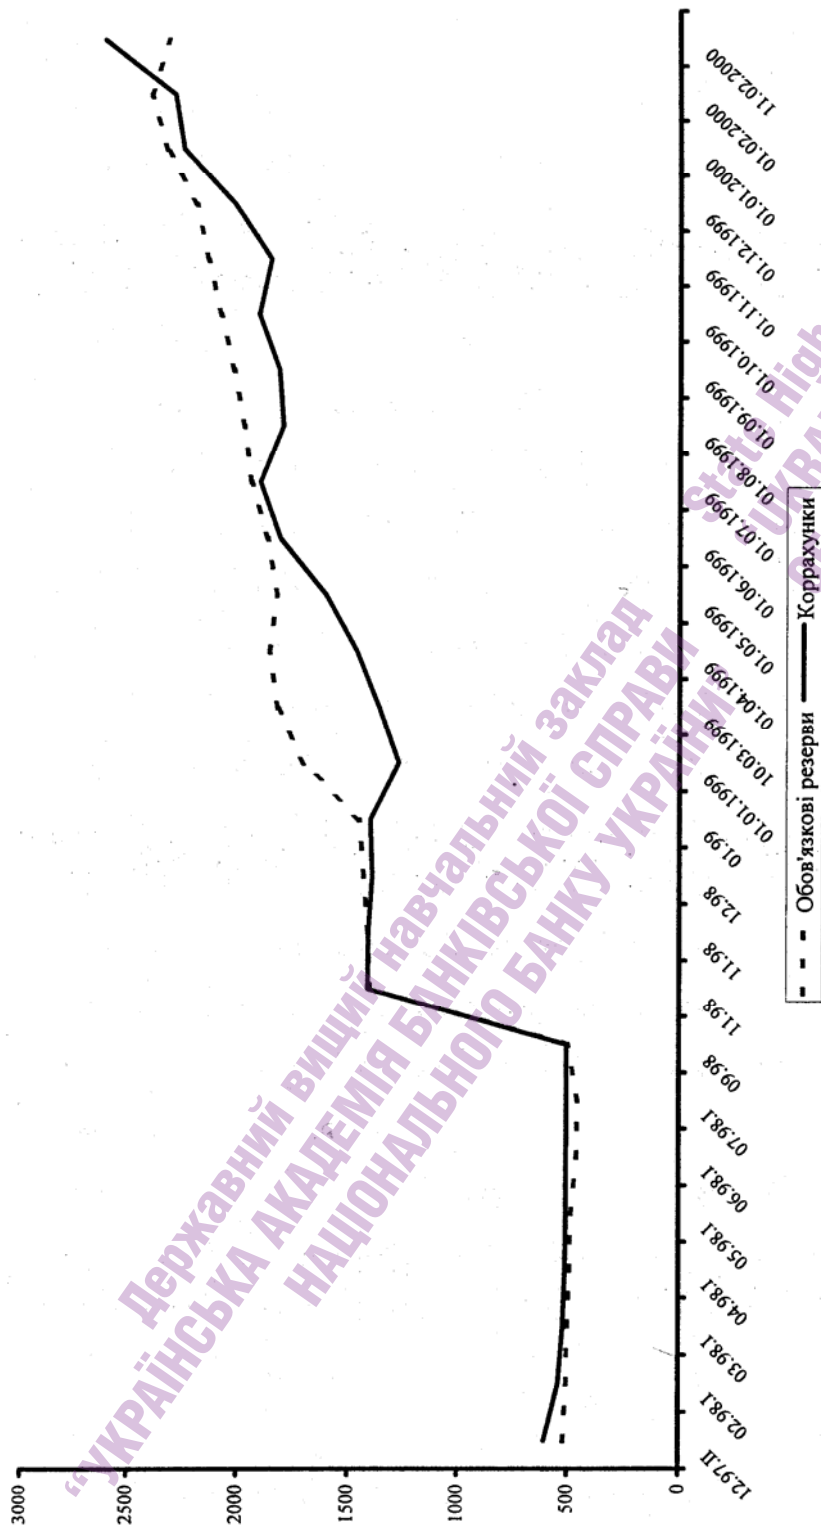 3000
2500
2000
1500
1000
500
0
12.97.II
02.98.I
03.98.I
04.98.I
05.98.I
06.98.I
07.98.I
09.98
11.98
11.98
12.98
01.99
01.01.1999
10.03.1999
01.04.1999
01.05.1999
01.06.1999
01.07.1999
01.08.1999
01.09.1999
01.10.1999
01.11.1999
01.12.1999
01.01.2000
01.02.2000
11.02.2000
Обов'язкові резерви
Коррахунки
Державний вищий навчальний заклад
“УКРАЇНСЬКА АКАДЕМІЯ БАНКІВСЬКОЇ СПРАВИ
НАЦІОНАЛЬНОГО БАНКУ УКРАЇНИ”
State High